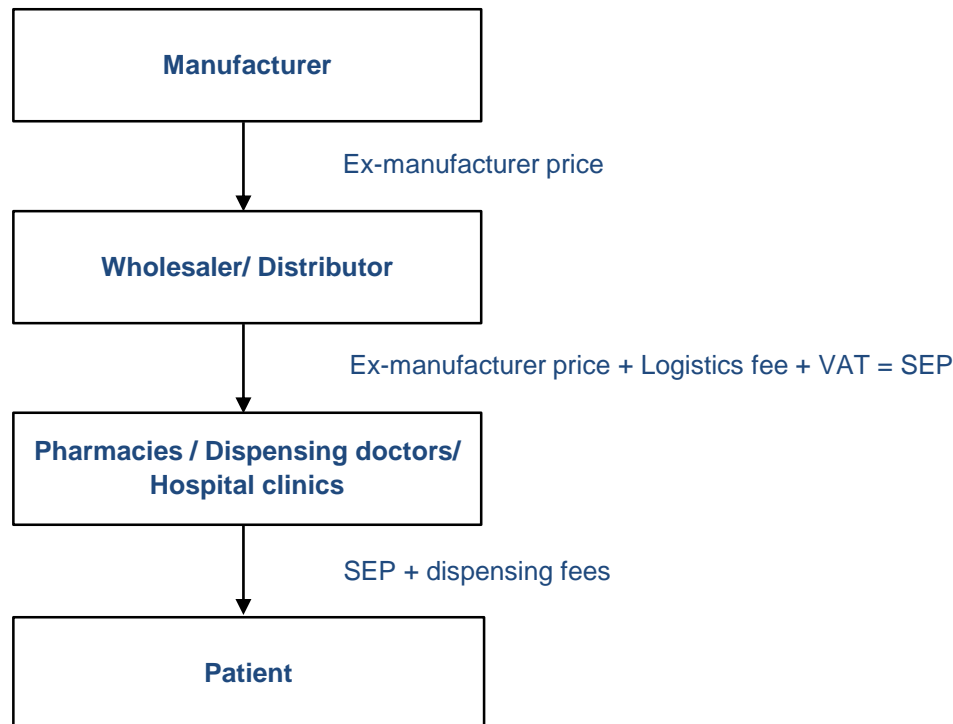 Manufacturer
Ex-manufacturer price
Wholesaler/ Distributor
Ex-manufacturer price + Logistics fee + VAT = SEP
Pharmacies / Dispensing doctors/
Hospital clinics
SEP + dispensing fees
Patient